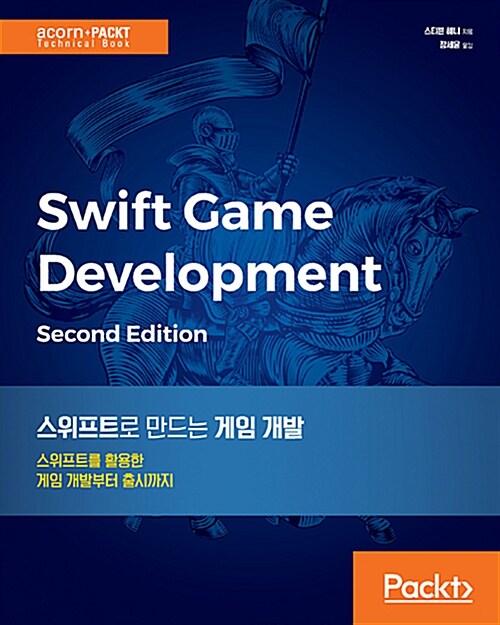 acorn+PACKT
Technical Book
스티븐 헤니 지음
장세윤 옮김
Swift Game
Development
Second Edition
스위프트로 만드는 게임 개발
스위프트를 활용한
게임 개발부터 출시까지
Packt>